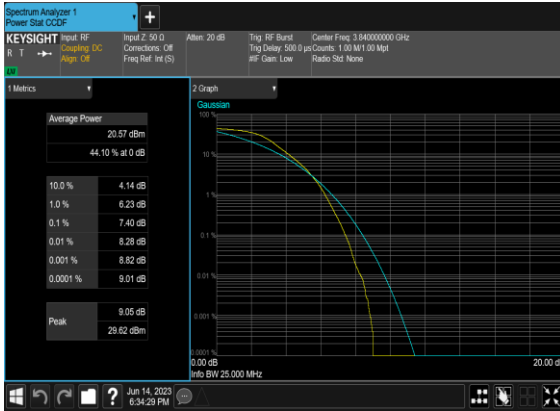 Spectrum Analyzer 1
Power Stat CCDF
+
KEYSIGHT
R T
LV
Input: RF
Coupling: DC
Align: Off
Input Z: 50 Ω
Corrections: Off
Freq Ref: Int (S)
Atten: 20 dB
Trig: RF Burst
Trig Delay: 500.0 µs
#IF Gain: Low
Center Freq: 3.840000000 GHz
Counts: 1.00 M/1.00 Mpt
Radio Std: None
1 Metrics
Average Power
20.57 dBm
44.10 % at 0 dB
10.0 % 4.14 dB
1.0 % 6.23 dB
0.1 % 7.40 dB
0.01 % 8.28 dB
0.001 % 8.82 dB
0.0001 % 9.01 dB
Peak
9.05 dB
29.62 dBm
2 Graph
Gaussian
100 %
10 %
1 %
0.1 %
0.01 %
0.001 %
0.0001 %
0.00 dB
20.00 d
Info BW 25.000 MHz
?
Jun 14, 2023
6:34:29 PM